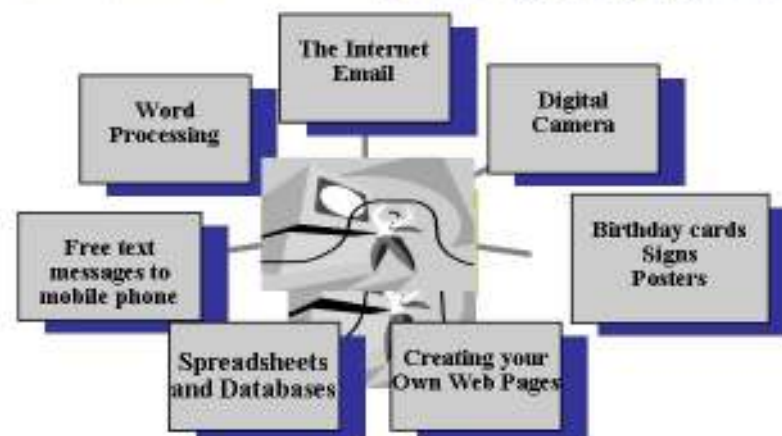 The Internet
Email
Word
Processing
Digital
Camera
Free text
messages to
mobile phone
Birthday cards
Signs
Posters
Spreadsheets
and Databases
Creating your
Own Web Pages